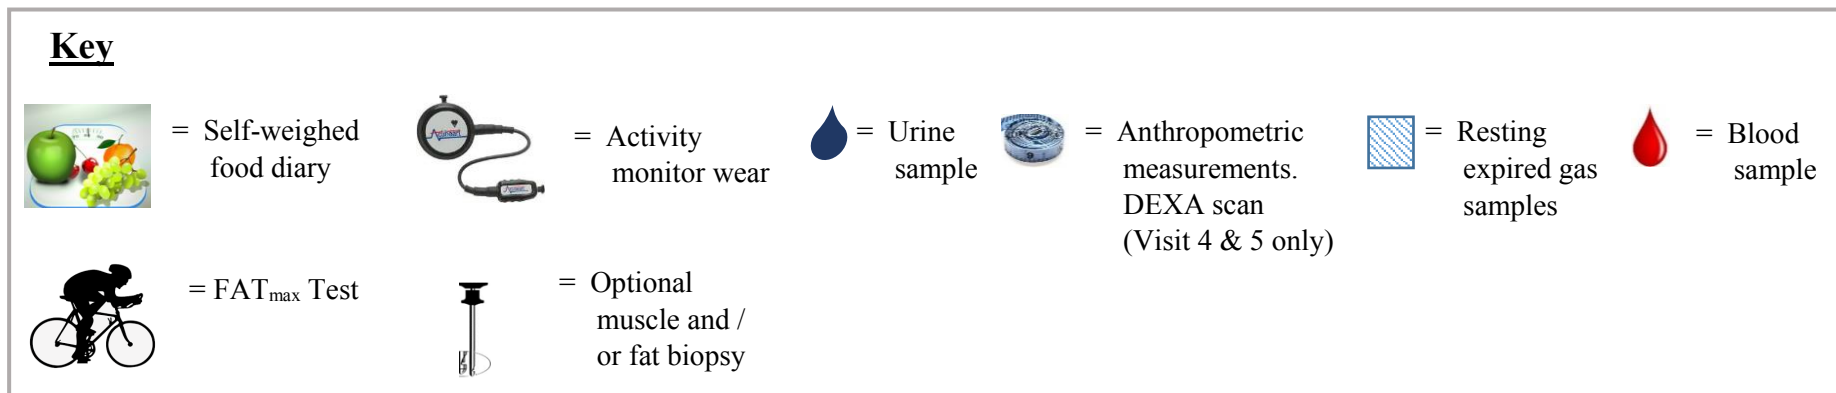 Key
= Self-weighed
food diary
= Activity
monitor wear
= Urine
sample
= Anthropometric
measurements.
DEXA scan
(Visit 4 & 5 only)
= Resting
expired gas
samples
= Blood
sample
= FATmax Test
= Optional
muscle and /
or fat biopsy